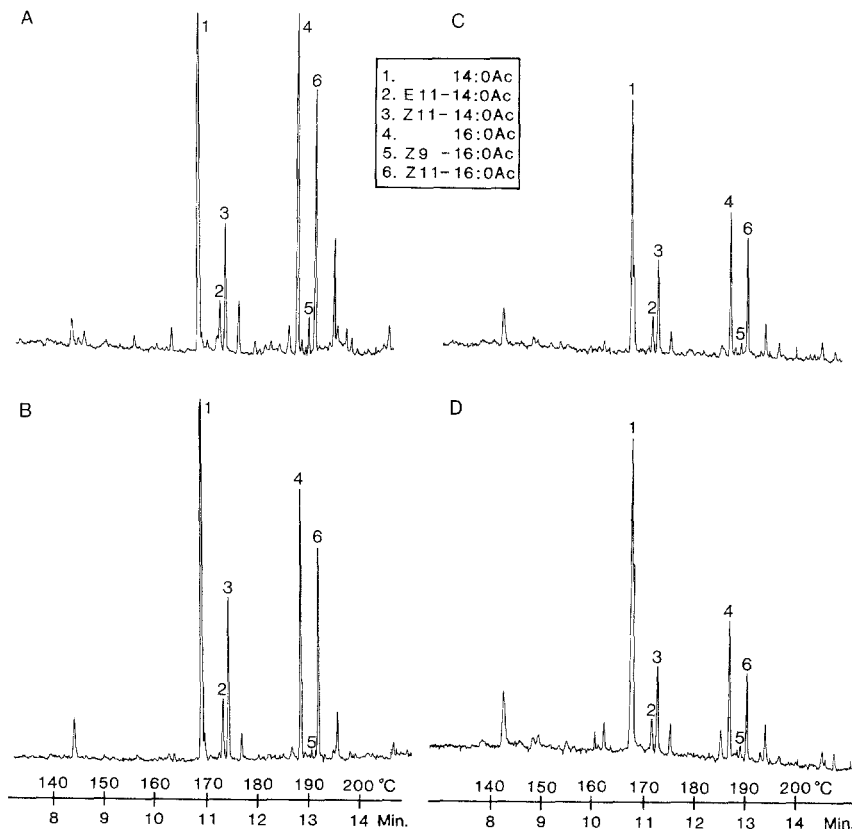 A
1
4
6
3
2
5
C
1. 14:0Ac
2. E11-14:0Ac
3. Z11-14:0Ac
4. 16:0Ac
5. Z9 -16:0Ac
6. Z11-16:0Ac
1
4
6
3
2
5
B
1
4
6
3
2
5
D
1
4
6
3
2
5
140 150 160 170 180 190 200 °C
8 9 10 11 12 13 14 Min.
140 150 160 170 180 190 200 °C
8 9 10 11 12 13 14 Min.